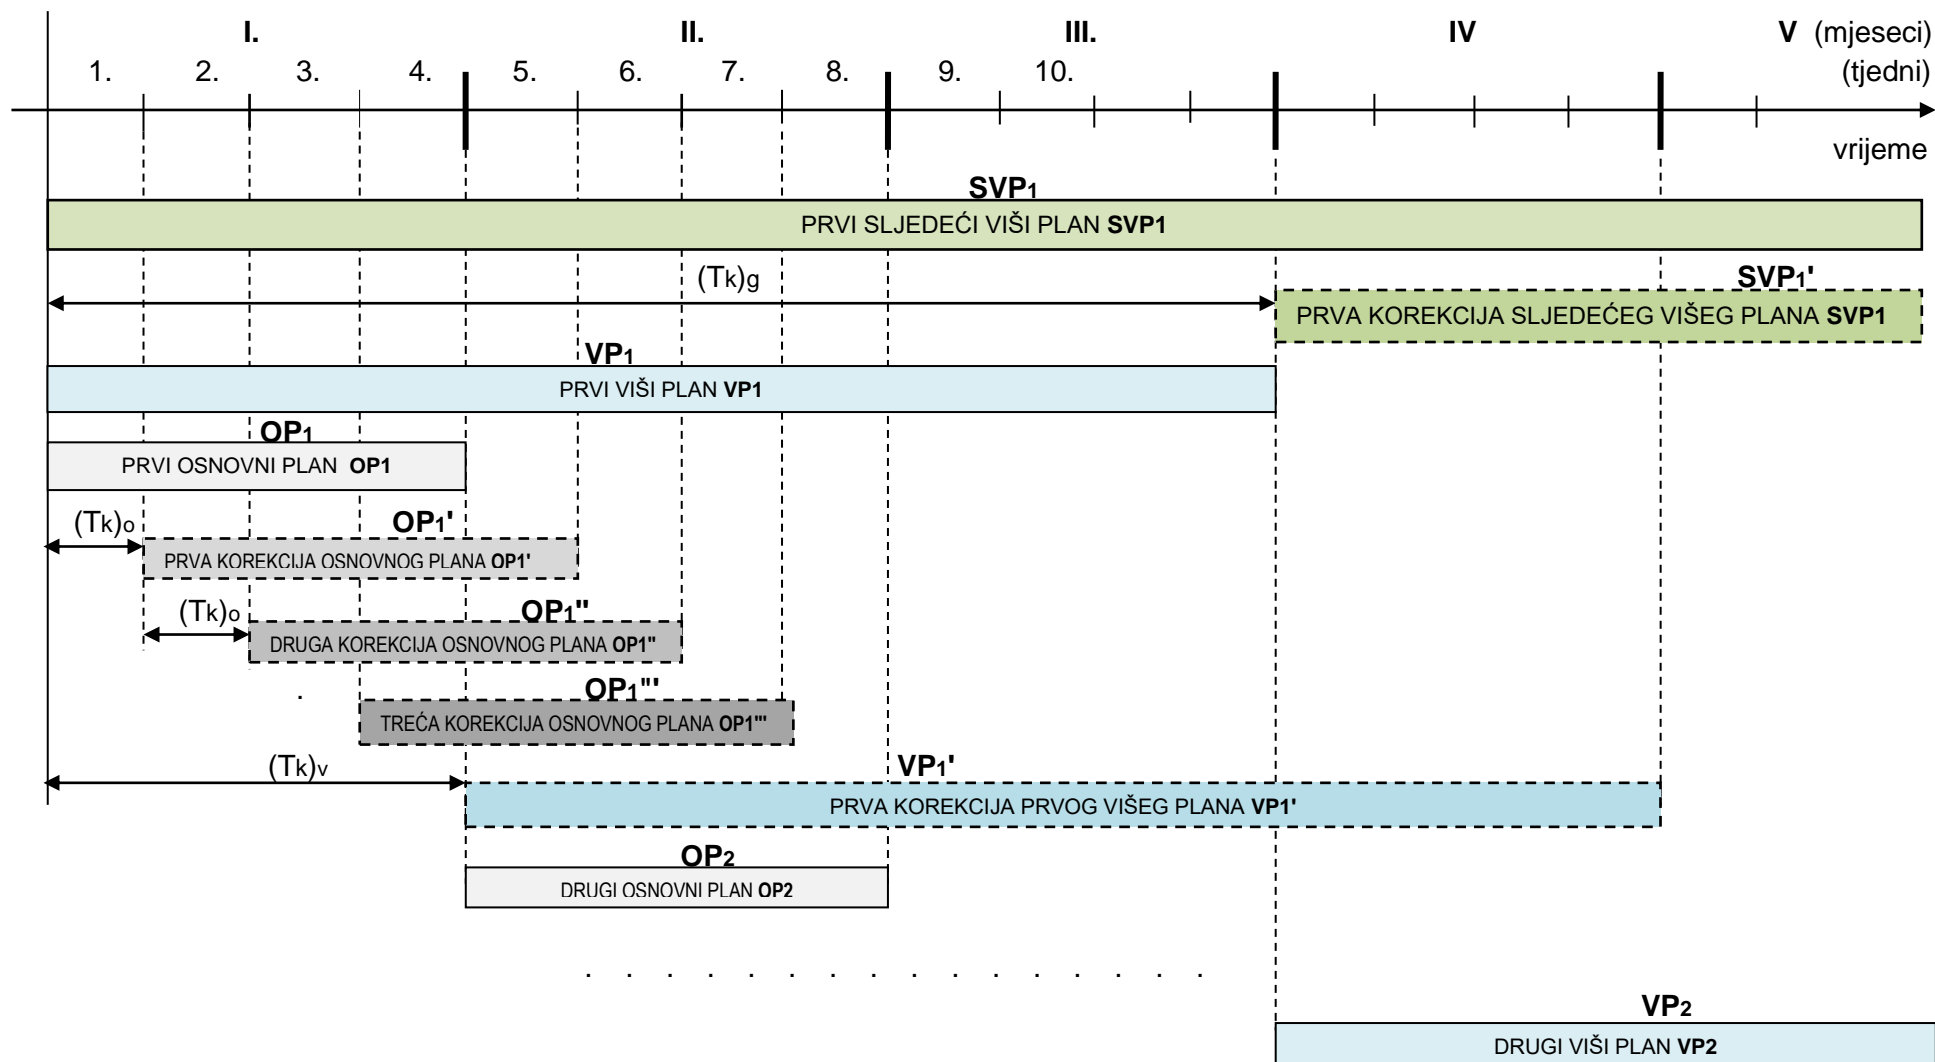 I. II. III. IV V (mjeseci)
1. 2. 3. 4. 5. 6. 7. 8. 9. 10. (tjedni)
vrijeme
SVP1
PRVI SLJEDEĆI VIŠI PLAN SVP1
(Tk)g
SVP1'
PRVA KOREKCIJA SLJEDEĆEG VIŠEG PLANA SVP1
VP1
PRVI VIŠI PLAN VP1
OP1
PRVI OSNOVNI PLAN OP1
(Tk)o
OP1'
PRVA KOREKCIJA OSNOVNOG PLANA OP1'
(Tk)o
OP1"
DRUGA KOREKCIJA OSNOVNOG PLANA OP1"
.
OP1"'
TREĆA KOREKCIJA OSNOVNOG PLANA OP1"'
(Tk)v
VP1'
PRVA KOREKCIJA PRVOG VIŠEG PLANA VP1'
OP2
DRUGI OSNOVNI PLAN OP2
. . . . . . . . . . . . . . . .
VP2
DRUGI VIŠI PLAN VP2